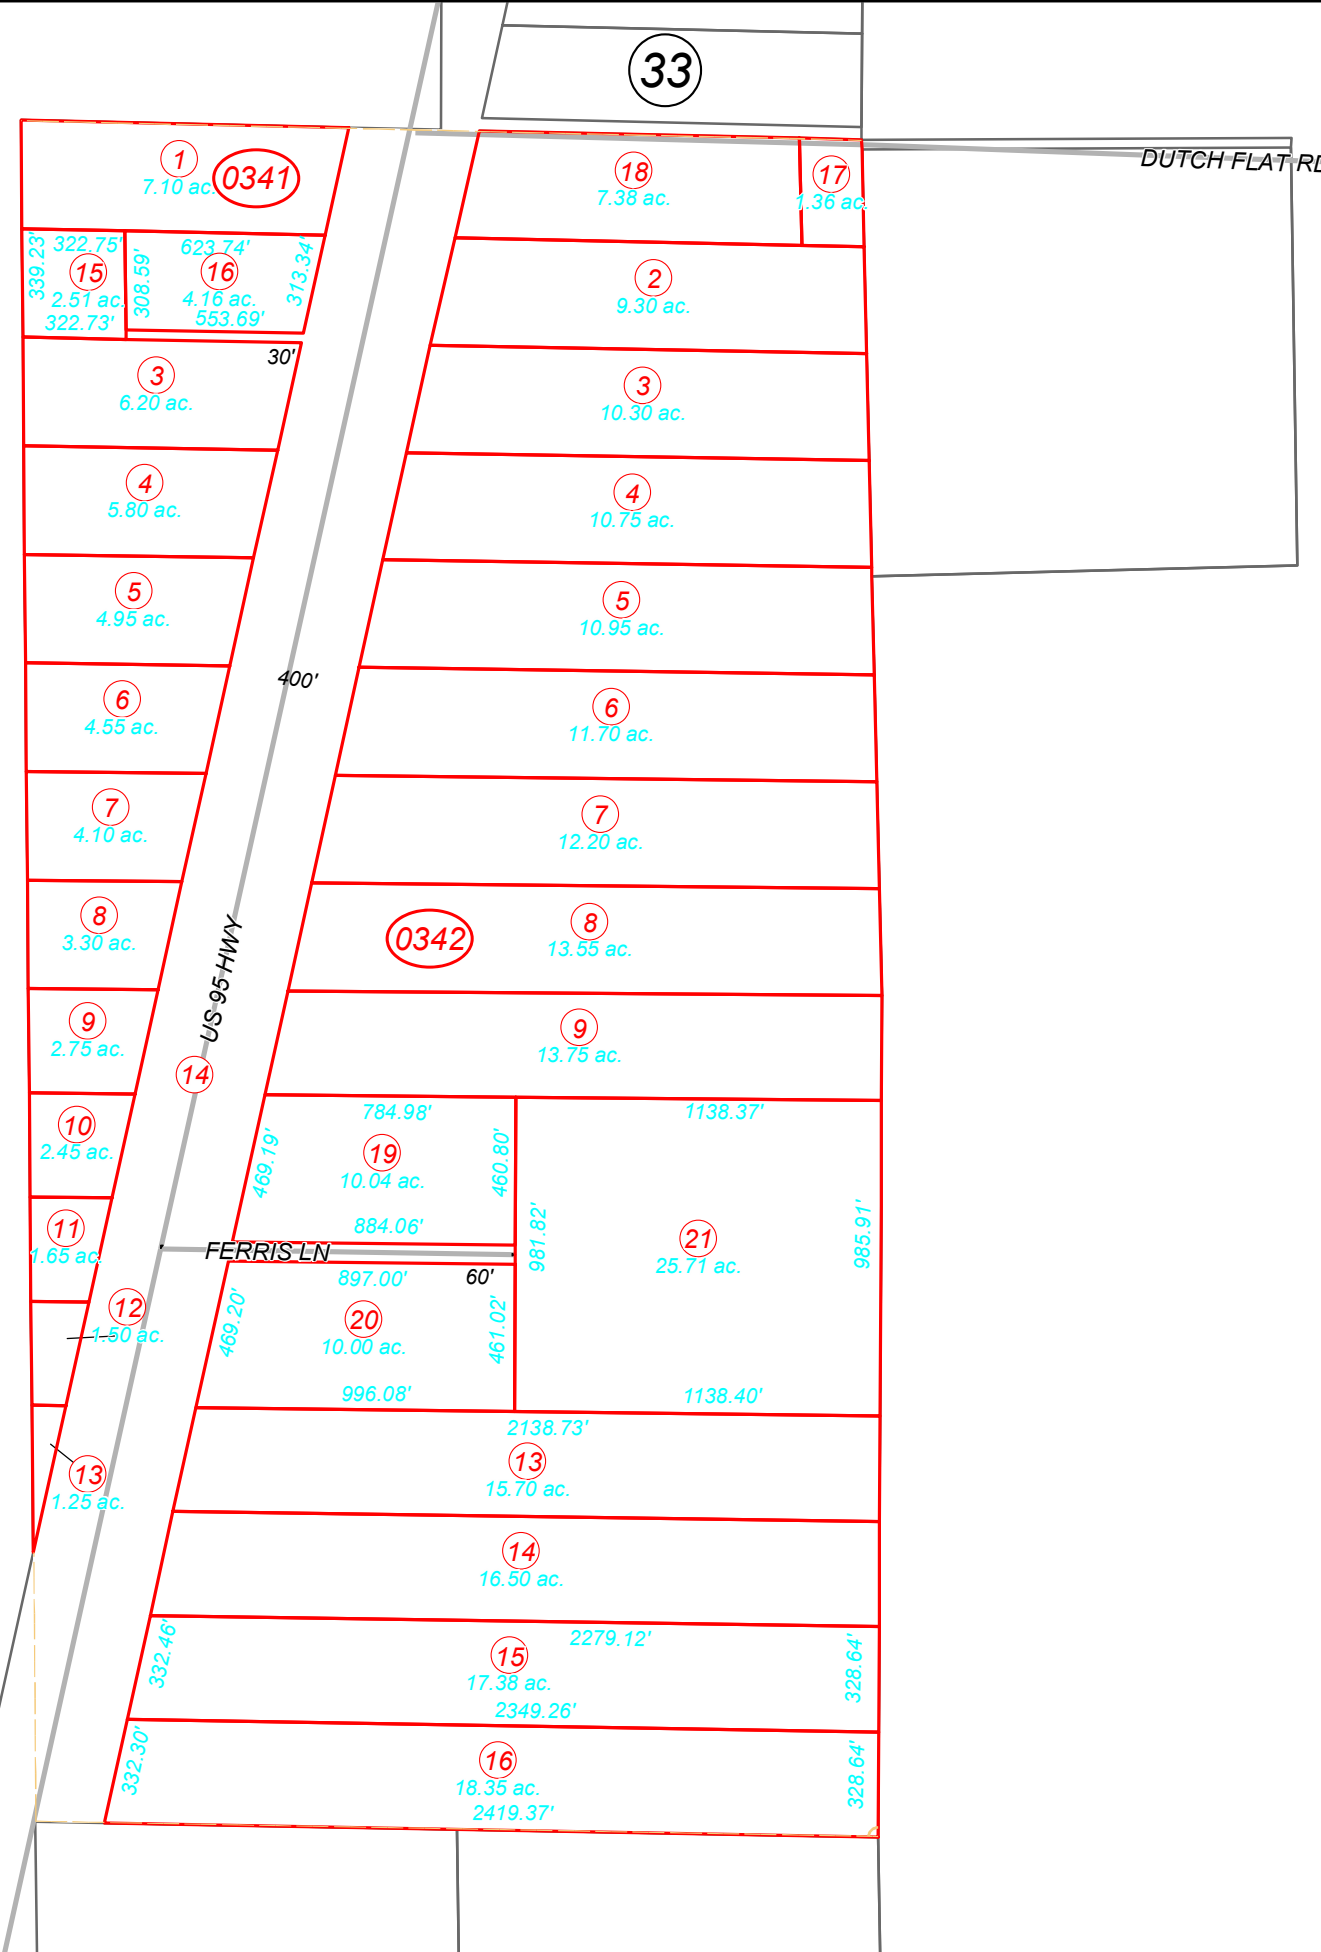 33
DUTCH FLAT RD
1
7.10 ac.
0341
18
7.38 ac.
17
1.36 ac.
339.23'
322.75'
15
2.51 ac.
322.73'
308.59'
623.74'
16
4.16 ac.
553.69'
313.34'
2
9.30 ac.
30'
3
6.20 ac.
3
10.30 ac.
4
5.80 ac.
4
10.75 ac.
5
4.95 ac.
5
10.95 ac.
400'
6
4.55 ac.
6
11.70 ac.
7
4.10 ac.
7
12.20 ac.
8
3.30 ac.
US 95 HWY
0342
8
13.55 ac.
9
2.75 ac.
9
13.75 ac.
14
10
2.45 ac.
784.98'
469.19'
19
10.04 ac.
460.80'
884.06'
1138.37'
981.82'
21
25.71 ac.
985.91'
1138.40'
11
1.65 ac.
FERRIS LN
60'
12
1.50 ac.
897.00'
469.20'
20
10.00 ac.
461.02'
996.08'
13
1.25 ac.
2138.73'
13
15.70 ac.
14
16.50 ac.
332.46'
2279.12'
15
17.38 ac.
2349.26'
328.64'
332.30'
16
18.35 ac.
2419.37'
328.64'